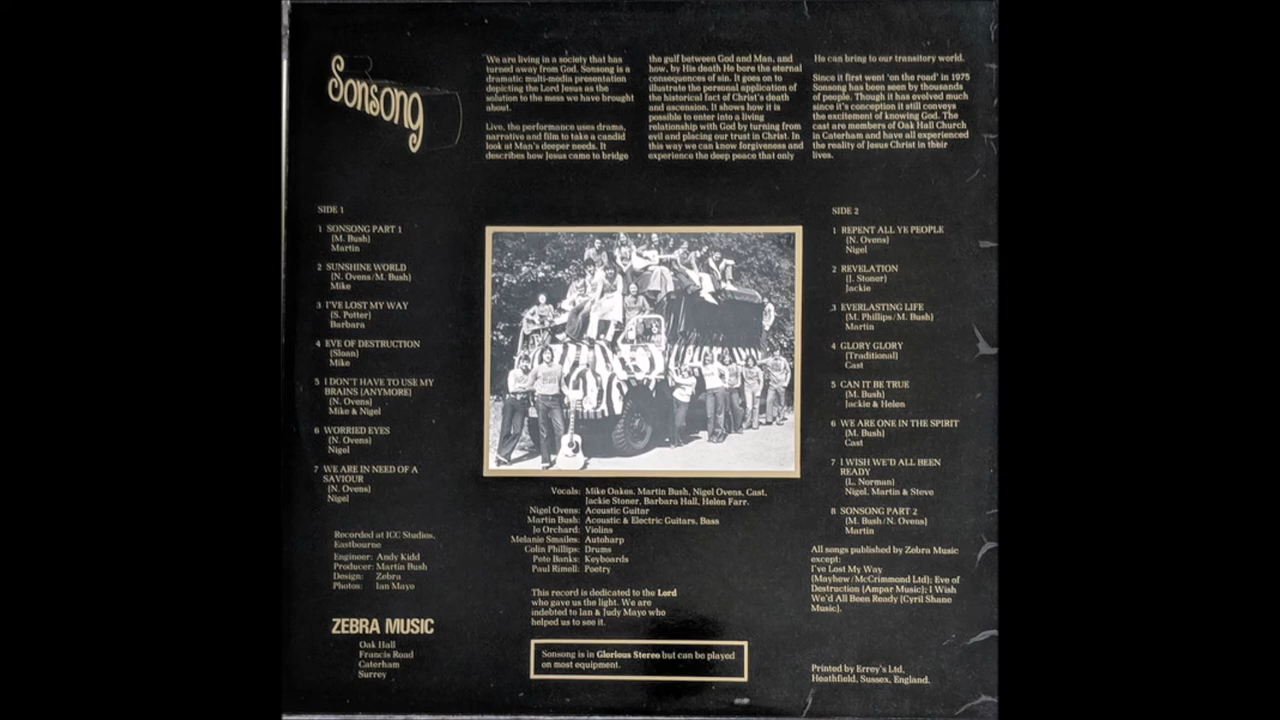 Sonsong
We are living in a society that has
turned away from God. Sonsong is a
dramatic multi-media presentation
depicting the Lord Jesus as the
solution to the mess we have brought
about.
Live, the performance uses drama,
narrative and film to take a candid
look at Man's deeper needs. It
describes how Jesus came to bridge
the gulf between God and Man, and
how, by His death He bore the eternal
consequences of sin. It goes on to
illustrate the personal application of
the historical fact of Christ's death
and ascension. It shows how it is
possible to enter into a living
relationship with God by turning from
evil and placing our trust in Christ. In
this way we can know forgiveness and
experience the deep peace that only
He can bring to our transitory world.
Since it first went 'on the road' in 1975
Sonsong has been seen by thousands
of people. Though it has evolved much
since it's conception it still conveys
the excitement of knowing God. The
cast are members of Oak Hall Church
in Caterham and have all experienced
the reality of Jesus Christ in their
lives.
SIDE 1
1 SONSONG PART 1
(M. Bush)
Martin
2 SUNSHINE WORLD
(N. Ovens/M. Bush)
Mike
3 I'VE LOST MY WAY
(S. Potter)
Barbara
4 EVE OF DESTRUCTION
(Sloan)
Mike
5 I DON'T HAVE TO USE MY
BRAINS (ANYMORE)
(N. Ovens)
Mike & Nigel
6 WORRIED EYES
(N. Ovens)
Nigel
7 WE ARE IN NEED OF A
SAVIOUR
(N. Ovens)
Nigel
Recorded at ICC Studios,
Eastbourne
Engineer: Andy Kidd
Producer: Martin Bush
Design: Zebra
Photos: Ian Mayo
ZEBRA MUSIC
Oak Hall
Francis Road
Caterham
Surrey
Vocals: Mike Oakes, Martin Bush, Nigel Ovens, Cast,
Jackie Stoner, Barbara Hall, Helen Farr.
Nigel Ovens: Acoustic Guitar
Martin Bush: Acoustic & Electric Guitars, Bass
Jo Orchard: Violins
Melanie Smailes: Autoharp
Colin Phillips: Drums
Pete Banks: Keyboards
Paul Rimell: Poetry
This record is dedicated to the Lord
who gave us the light. We are
indebted to Ian & Judy Mayo who
helped us to see it.
Sonsong is in Glorious Stereo but can be played
on most equipment.
SIDE 2
1 REPENT ALL YE PEOPLE
(N. Ovens)
Nigel
2 REVELATION
(J. Stoner)
Jackie
3 EVERLASTING LIFE
(M. Phillips/M. Bush)
Martin
4 GLORY GLORY
(Traditional)
Cast
5 CAN IT BE TRUE
(M. Bush)
Jackie & Helen
6 WE ARE ONE IN THE SPIRIT
(M. Bush)
Cast
7 I WISH WE'D ALL BEEN
READY
(L. Norman)
Nigel, Martin & Steve
8 SONSONG PART 2
(M. Bush/N. Ovens)
Martin
All songs published by Zebra Music
except:
I've Lost My Way
(Mayhew/McCrimmond Ltd); Eve of
Destruction (Ampar Music); I Wish
We'd All Been Ready (Cyril Shane
Music).
Printed by Errey's Ltd,
Heathfield, Sussex, England.